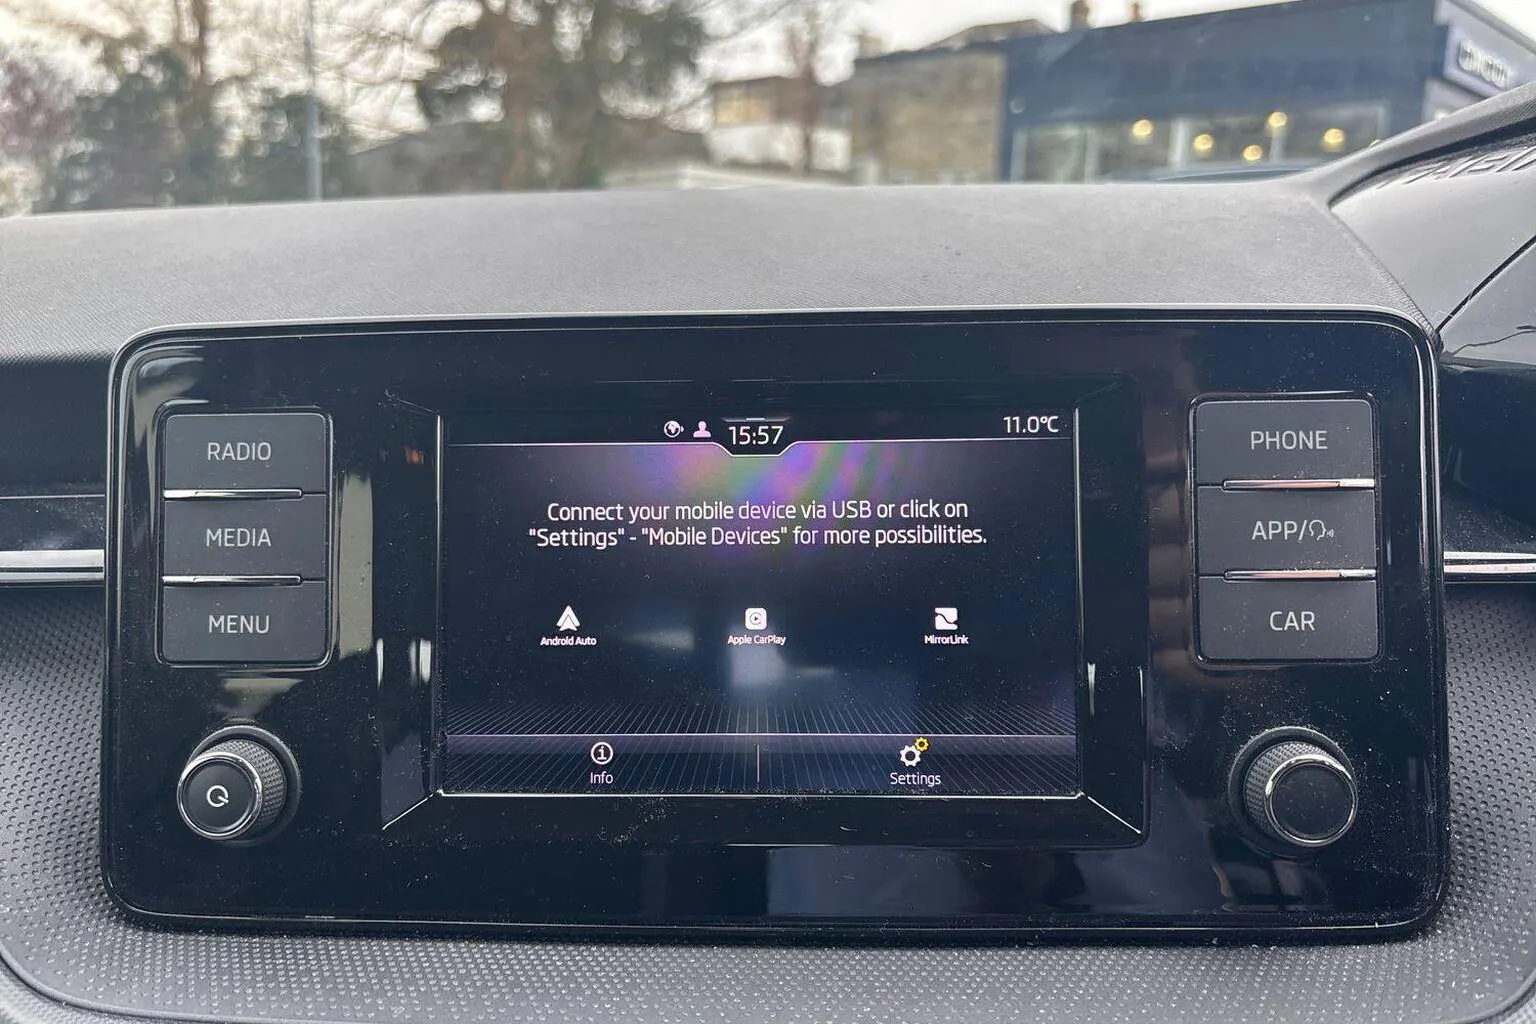 RADIO
MEDIA
MENU
15:57
11.0°C
Connect your mobile device via USB or click on
"Settings" - "Mobile Devices" for more possibilities.
Android Auto
Apple CarPlay
MirrorLink
Info
Settings
PHONE
APP/
CAR